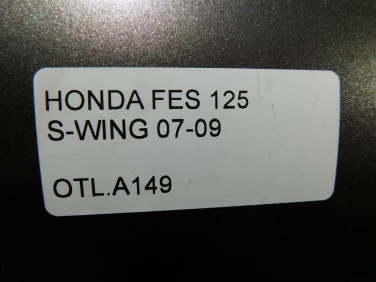 HONDA FES 125
S-WING 07-09
OTL.A149